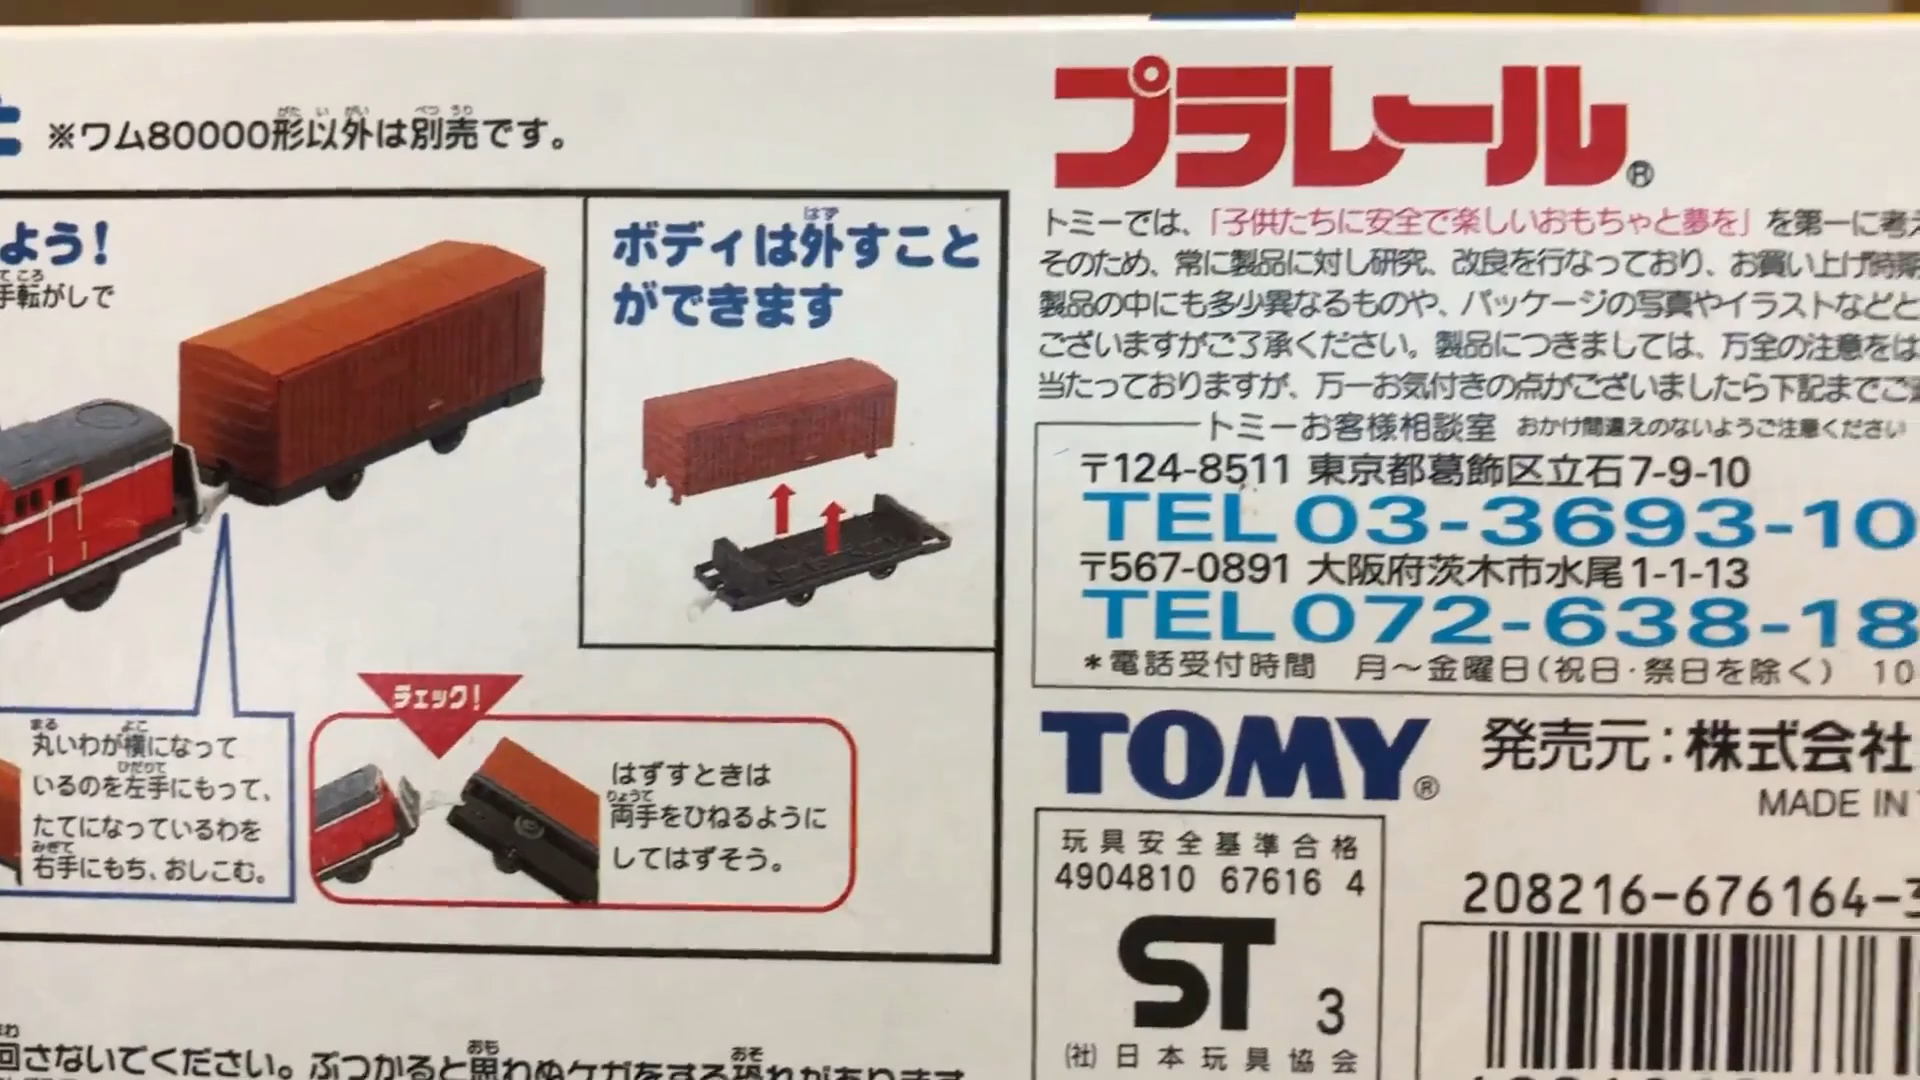 ※ワム80000形以外は別売です。
よう!
手転がしで
ボディは外すこと
ができます
丸いわが横になって
いるのを左手にもって、
たてになっているわを
右手にもち、おしこむ。
チェック!
はずすときは
両手をひねるように
してはずそう。
回さないでください。ぶつかると思わぬケガをする恐れがあります
プラレール®
トミーでは、「子供たちに安全で楽しいおもちゃと夢を」を第一に考え
そのため、常に製品に対し研究、改良を行なっており、お買い上げ時期
製品の中にも多少異なるものや、パッケージの写真やイラストなどと
ございますがご了承ください。製品につきましては、万全の注意をは
当たっておりますが、万一お気付きの点がございましたら下記までご
トミーお客様相談室 おかけ間違えのないようご注意ください
〒124-8511 東京都葛飾区立石7-9-10
TEL03-3693-10
〒567-0891 大阪府茨木市水尾1-1-13
TEL072-638-18
*電話受付時間 月~金曜日(祝日・祭日を除く) 10
TOMY® 発売元:株式会社
MADE IN
玩具安全基準合格
4904810 67616 4
ST 3
(社)日本玩具協会
208216-676164-3